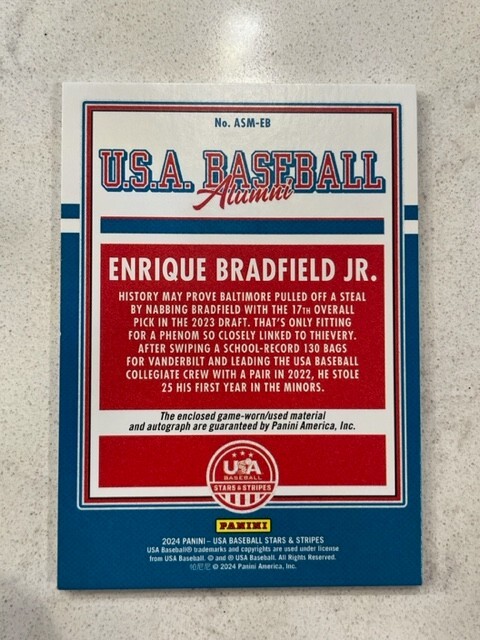 No. ASM-EB
U.S.A. BASEBALL
Alumni
ENRIQUE BRADFIELD JR.
HISTORY MAY PROVE BALTIMORE PULLED OFF A STEAL
BY NABBING BRADFIELD WITH THE 17TH OVERALL
PICK IN THE 2023 DRAFT. THAT'S ONLY FITTING
FOR A PHENOM SO CLOSELY LINKED TO THIEVERY.
AFTER SWIPING A SCHOOL-RECORD 130 BAGS
FOR VANDERBILT AND LEADING THE USA BASEBALL
COLLEGIATE CREW WITH A PAIR IN 2022, HE STOLE
25 HIS FIRST YEAR IN THE MINORS.
The enclosed game-worn/used material
and autograph are guaranteed by Panini America, Inc.
USA
BASEBALL
STARS & STRIPES
PANINI
2024 PANINI – USA BASEBALL STARS & STRIPES
USA Baseball® trademarks and copyrights are used under license
from USA Baseball. © and ® USA Baseball. All Rights Reserved.
帕尼尼 © 2024 Panini America, Inc.